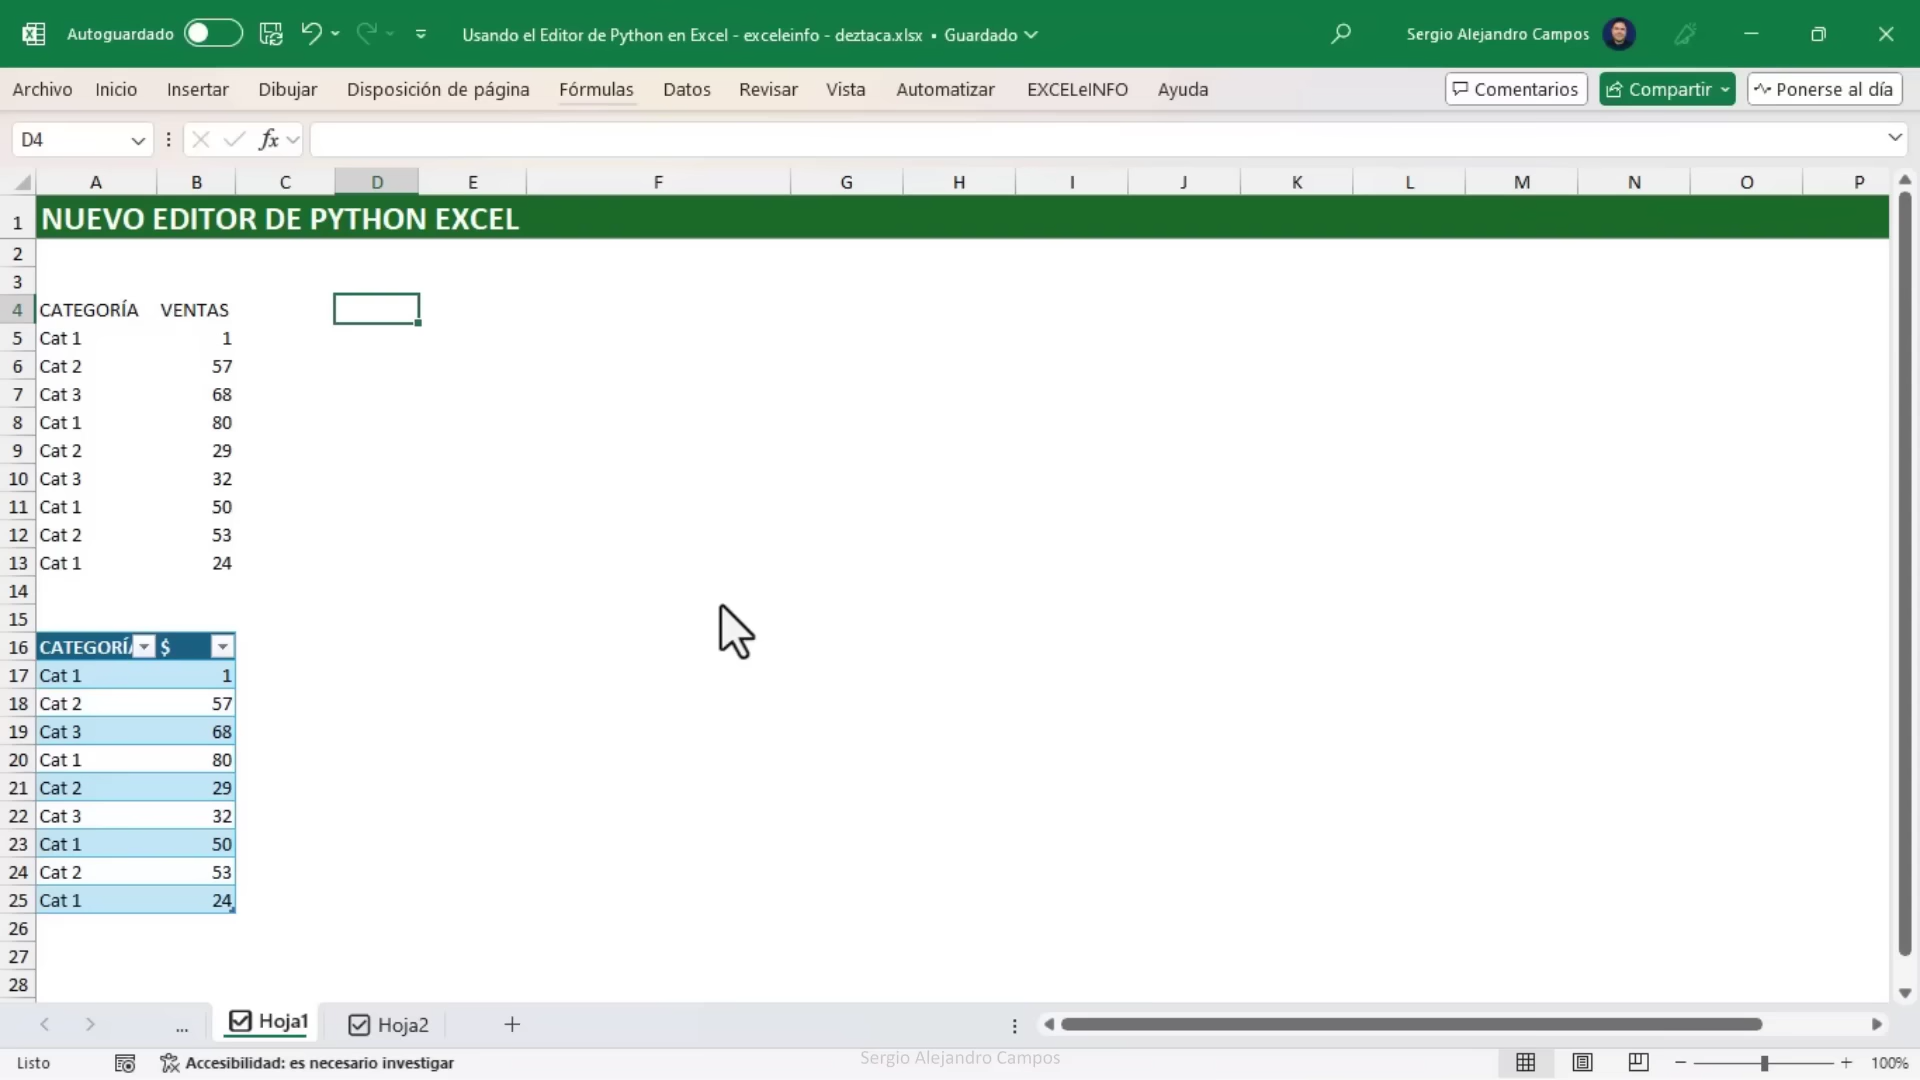 Autoguardado Usando el Editor de Python en Excel - exceleinfo - deztaca.xlsx • Guardado Sergio Alejandro Campos
Archivo Inicio Insertar Dibujar Disposición de página Fórmulas Datos Revisar Vista Automatizar EXCELeINFO Ayuda Comentarios Compartir Ponerse al día
D4 fx
A B C D E F G H I J K L M N O P
1 NUEVO EDITOR DE PYTHON EXCEL
2
3
4 CATEGORÍA VENTAS
5 Cat 1 1
6 Cat 2 57
7 Cat 3 68
8 Cat 1 80
9 Cat 2 29
10 Cat 3 32
11 Cat 1 50
12 Cat 2 53
13 Cat 1 24
14
15
16 CATEGORÍA $
17 Cat 1 1
18 Cat 2 57
19 Cat 3 68
20 Cat 1 80
21 Cat 2 29
22 Cat 3 32
23 Cat 1 50
24 Cat 2 53
25 Cat 1 24
26
27
28
... Hoja1 Hoja2 +
Listo Accesibilidad: es necesario investigar Sergio Alejandro Campos - + 100%